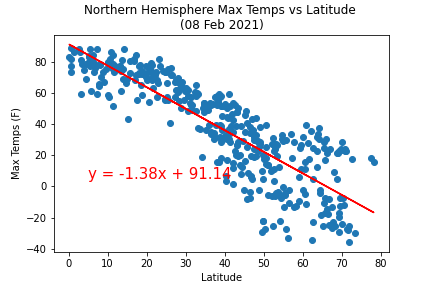 Northern Hemisphere Max Temps vs Latitude
(08 Feb 2021)
Max Temps (F)
80
60
40
20
0
−20
−40
y = -1.38x + 91.14
0 10 20 30 40 50 60 70 80
Latitude